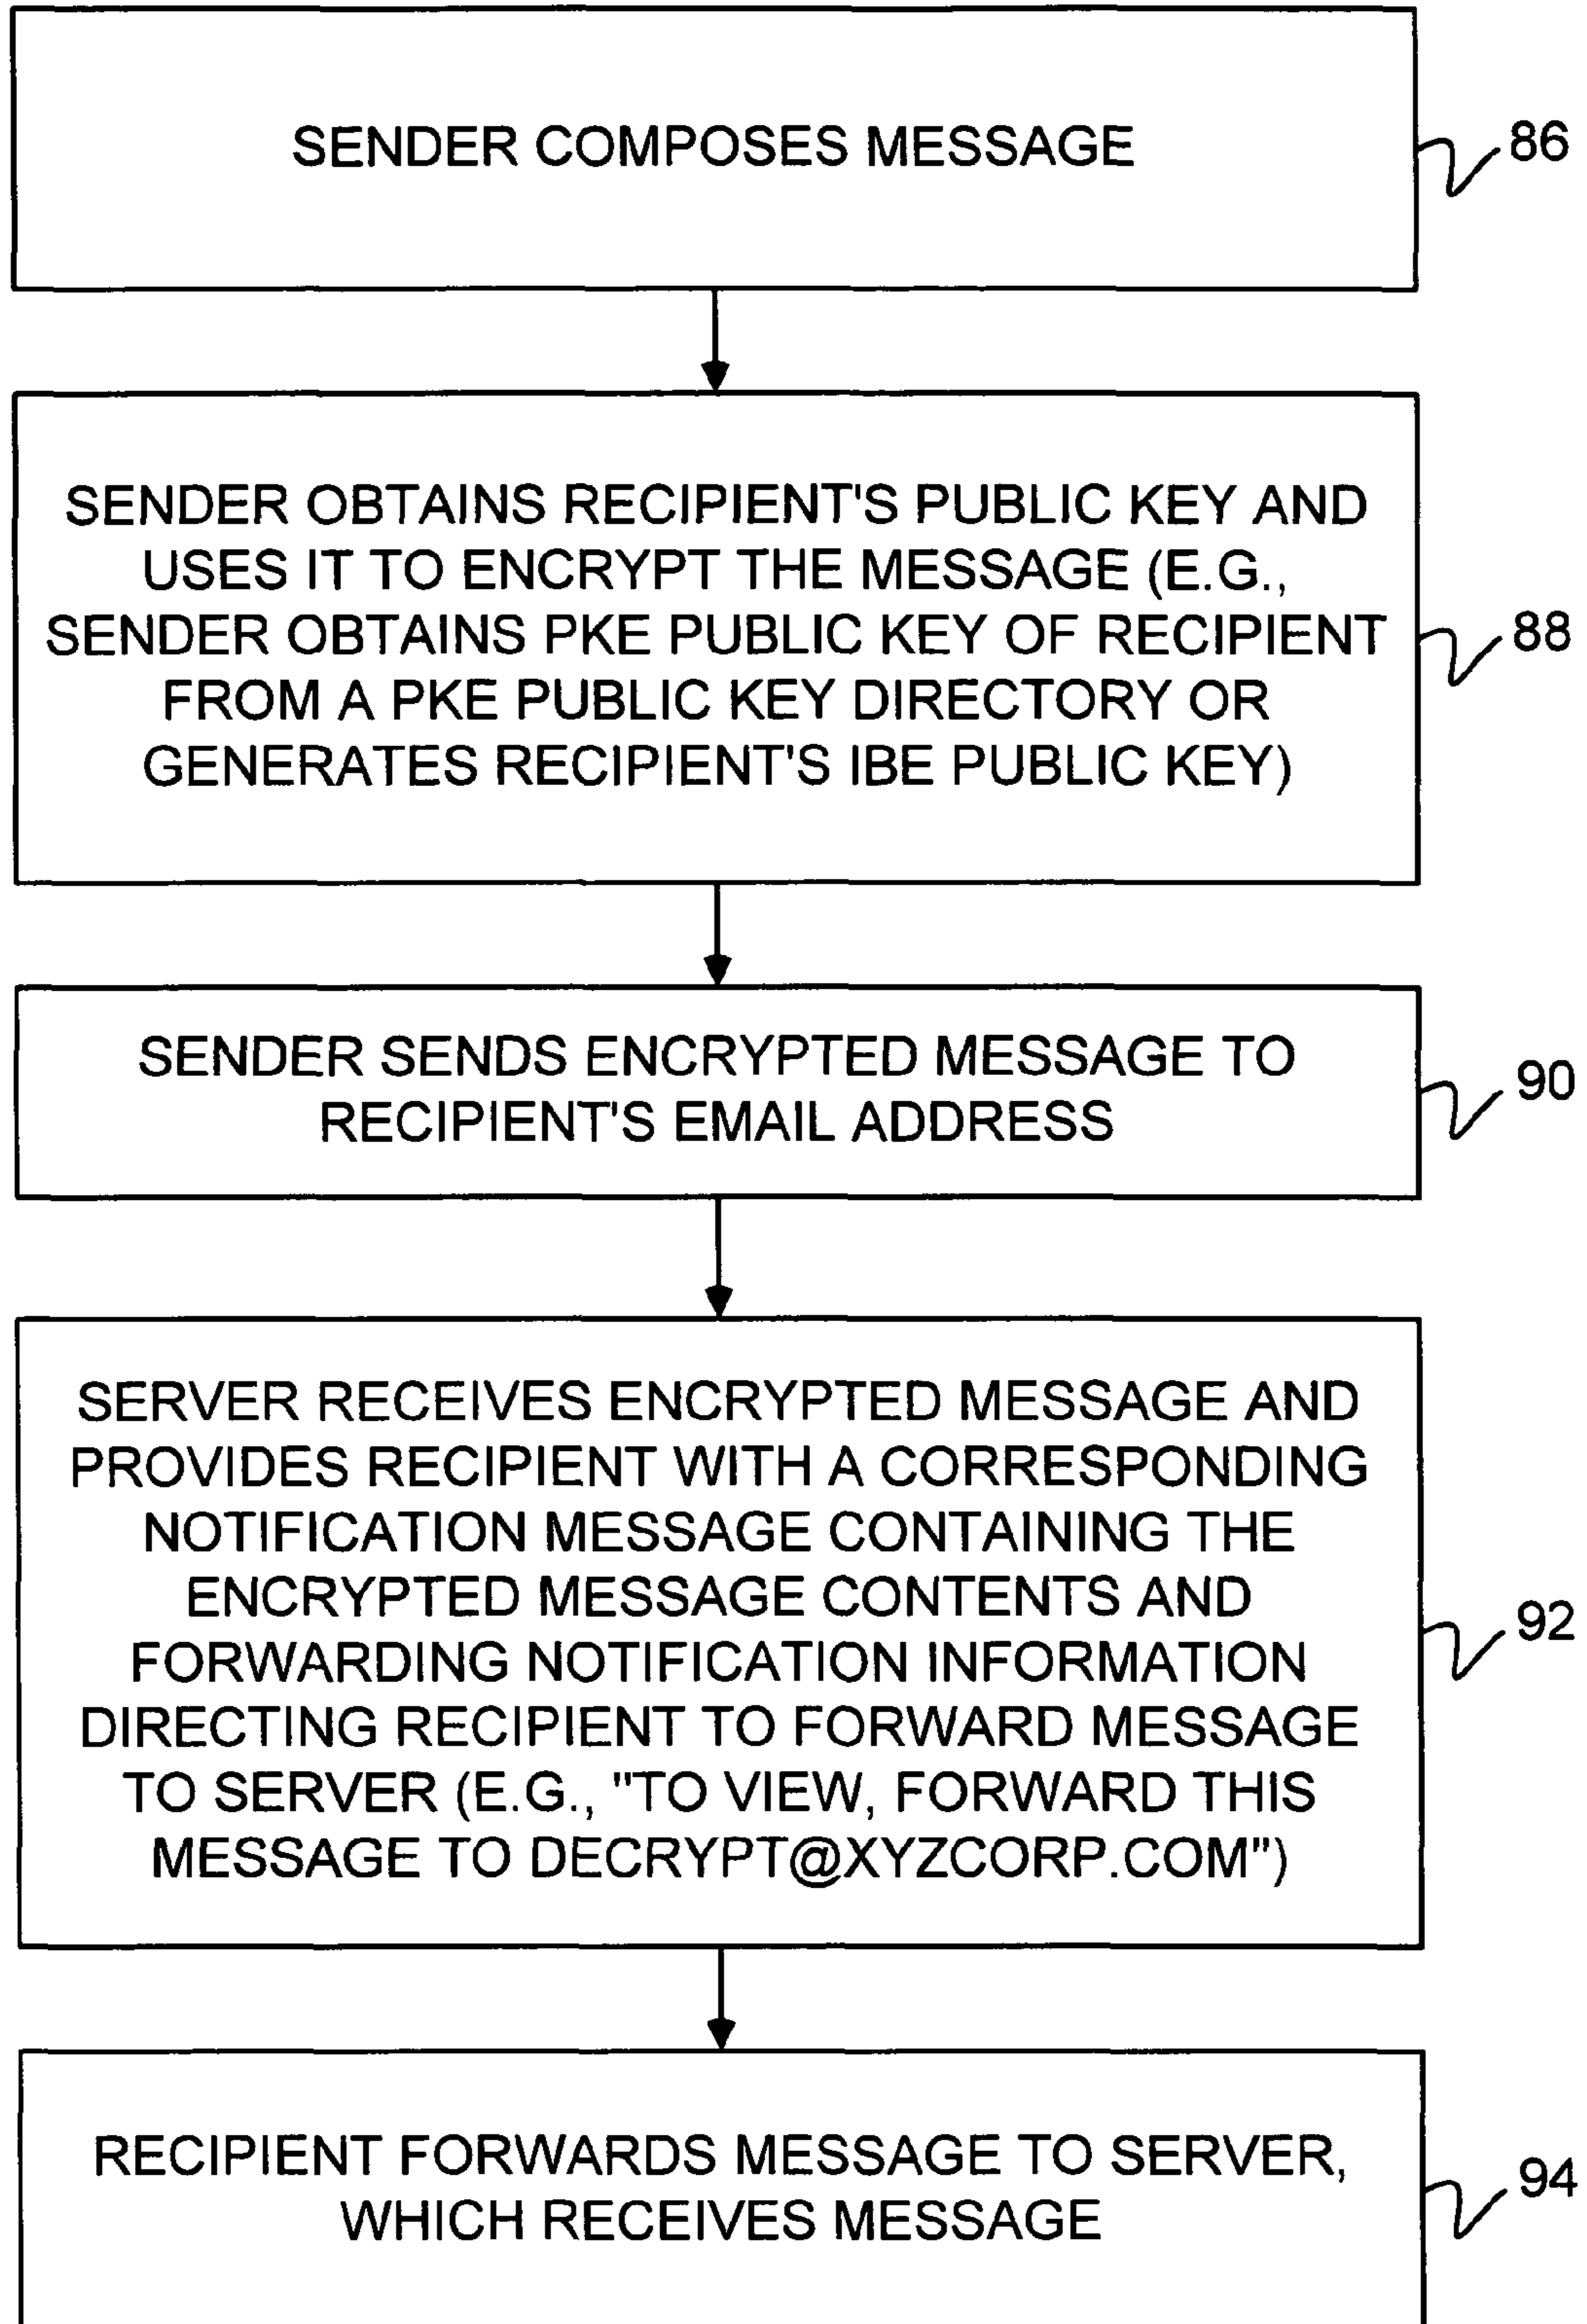 SENDER COMPOSES MESSAGE
86
SENDER OBTAINS RECIPIENT'S PUBLIC KEY AND
USES IT TO ENCRYPT THE MESSAGE (E.G.,
SENDER OBTAINS PKE PUBLIC KEY OF RECIPIENT
FROM A PKE PUBLIC KEY DIRECTORY OR
GENERATES RECIPIENT'S IBE PUBLIC KEY)
88
SENDER SENDS ENCRYPTED MESSAGE TO
RECIPIENT'S EMAIL ADDRESS
90
SERVER RECEIVES ENCRYPTED MESSAGE AND
PROVIDES RECIPIENT WITH A CORRESPONDING
NOTIFICATION MESSAGE CONTAINING THE
ENCRYPTED MESSAGE CONTENTS AND
FORWARDING NOTIFICATION INFORMATION
DIRECTING RECIPIENT TO FORWARD MESSAGE
TO SERVER (E.G., "TO VIEW, FORWARD THIS
MESSAGE TO DECRYPT@XYZCORP.COM")
92
RECIPIENT FORWARDS MESSAGE TO SERVER,
WHICH RECEIVES MESSAGE
94